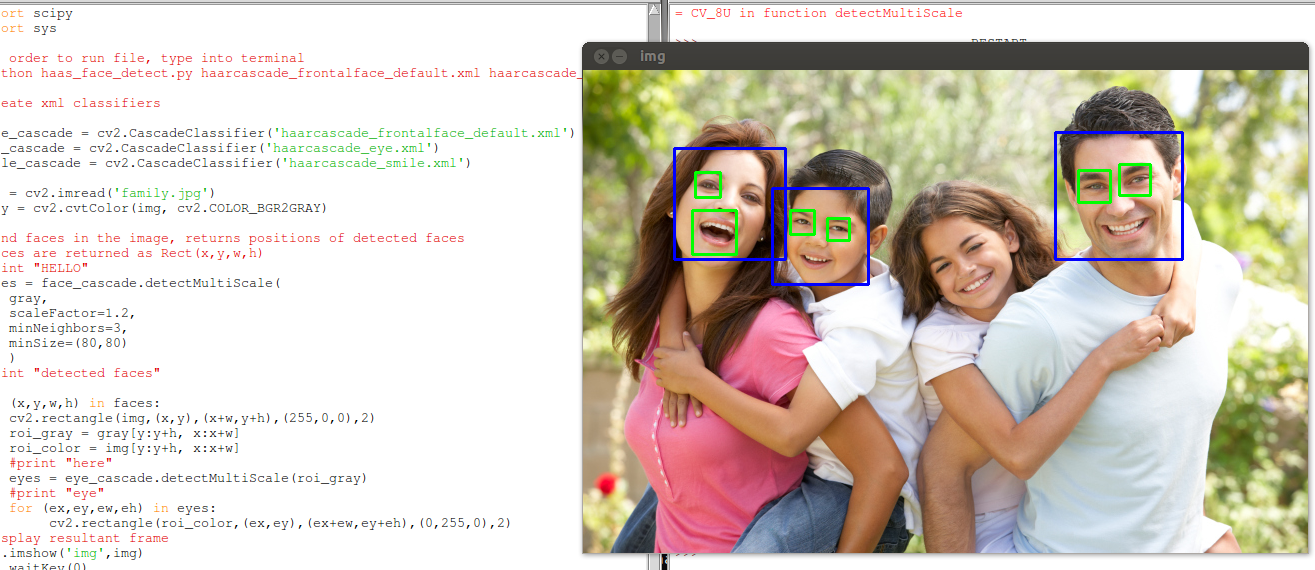 ort scipy
ort sys
order to run file, type into terminal
thon haas_face_detect.py haarcascade_frontalface_default.xml haarcascade_
eate xml classifiers
e_cascade = cv2.CascadeClassifier('haarcascade_frontalface_default.xml')
_cascade = cv2.CascadeClassifier('haarcascade_eye.xml')
le_cascade = cv2.CascadeClassifier('haarcascade_smile.xml')
= cv2.imread('family.jpg')
y = cv2.cvtColor(img, cv2.COLOR_BGR2GRAY)
nd faces in the image, returns positions of detected faces
ces are returned as Rect(x,y,w,h)
int "HELLO"
es = face_cascade.detectMultiScale(
gray,
scaleFactor=1.2,
minNeighbors=3,
minSize=(80,80)
)
int "detected faces"
(x,y,w,h) in faces:
cv2.rectangle(img,(x,y),(x+w,y+h),(255,0,0),2)
roi_gray = gray[y:y+h, x:x+w]
roi_color = img[y:y+h, x:x+w]
#print "here"
eyes = eye_cascade.detectMultiScale(roi_gray)
#print "eye"
for (ex,ey,ew,eh) in eyes:
cv2.rectangle(roi_color,(ex,ey),(ex+ew,ey+eh),(0,255,0),2)
splay resultant frame
.imshow('img',img)
waitKey(0)
= CV_8U in function detectMultiScale
>>> RESTART
img
>>>